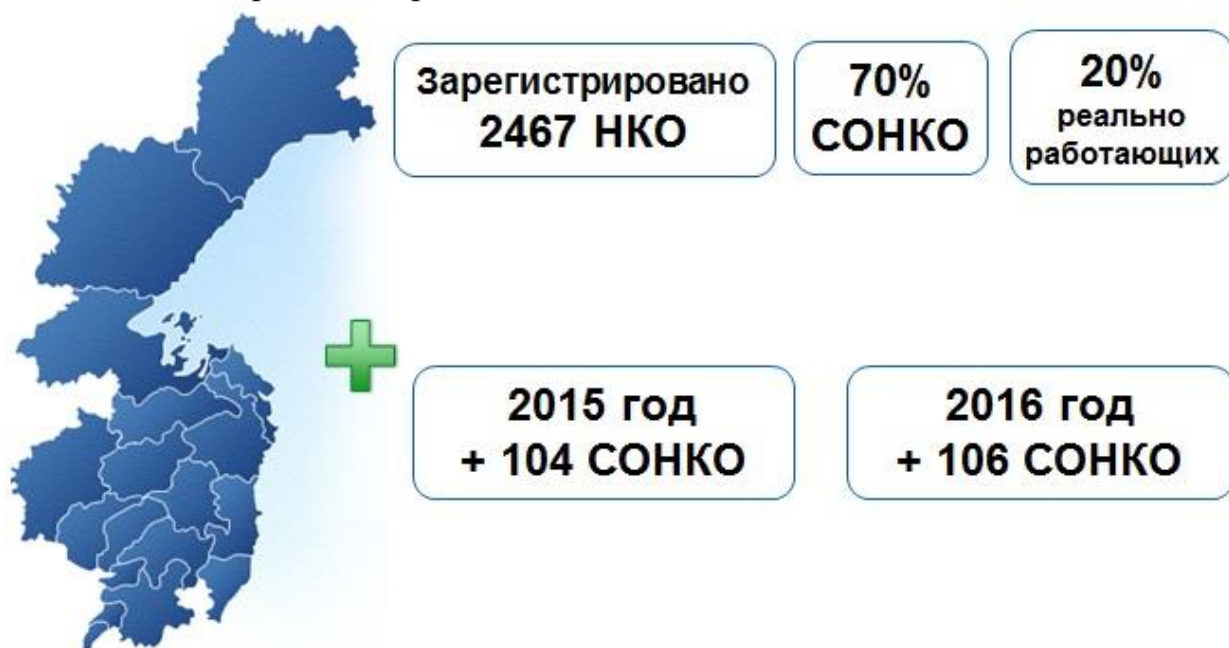 Зарегистрировано
2467 НКО
70%
СОНКО
20%
реально
работающих
2015 год
+ 104 СОНКО
2016 год
+ 106 СОНКО